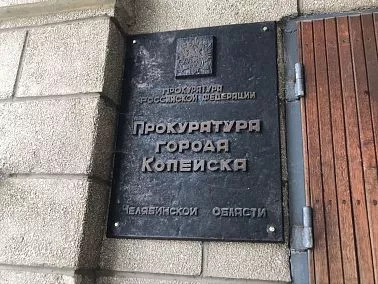 ПРОКУРАТУРА
РОССИЙСКОЙ ФЕДЕРАЦИИ
ПРОКУРАТУРА
ГОРОДА
КОПЕЙСКА
ЧЕЛЯБИНСКОЙ ОБЛАСТИ